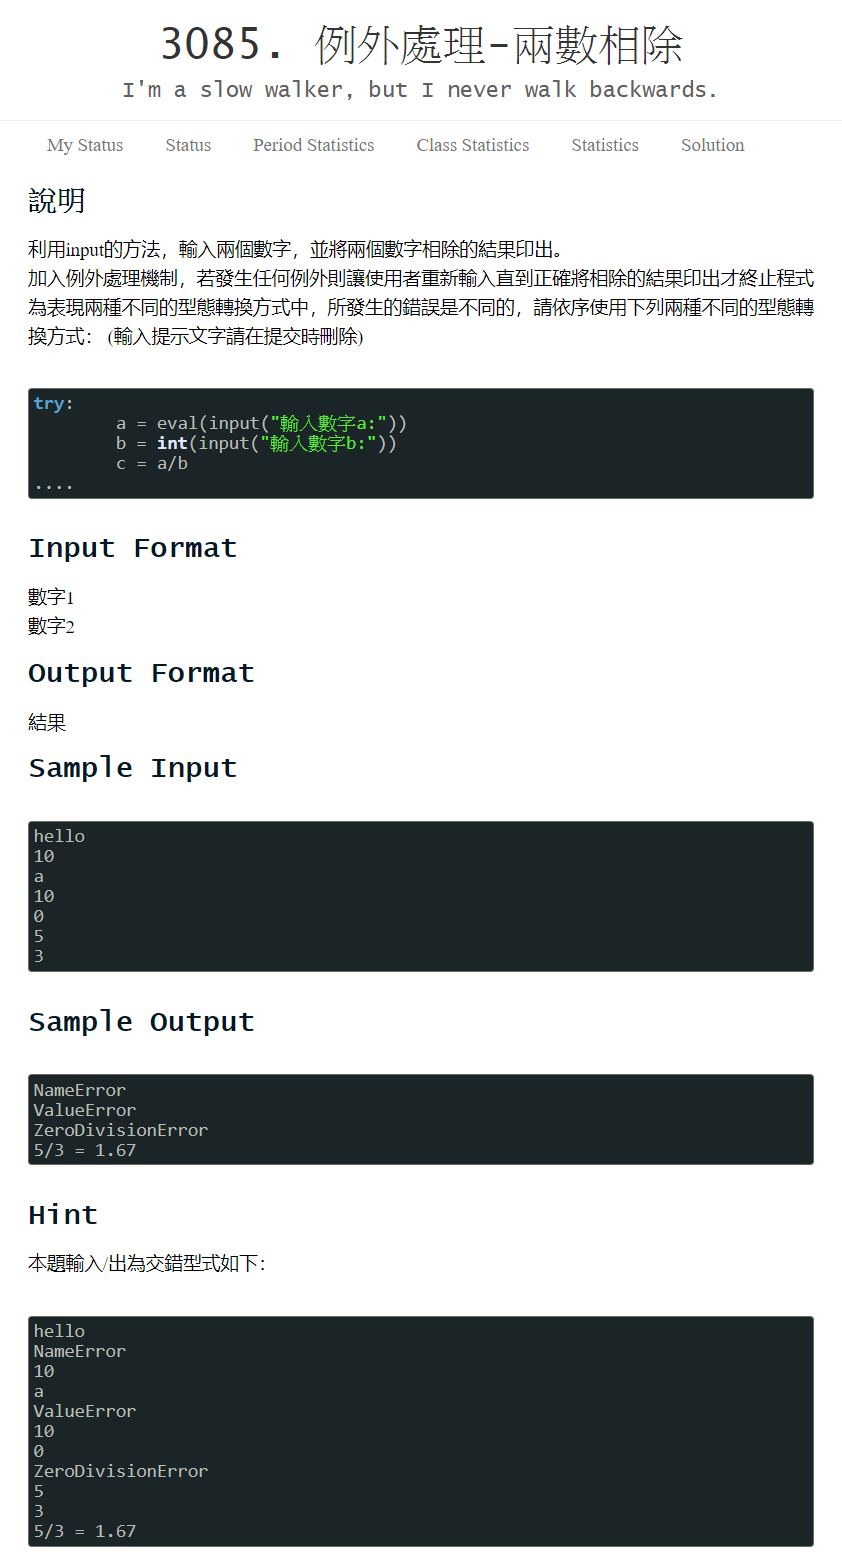 3085. 例外處理-兩數相除
I'm a slow walker, but I never walk backwards.
My Status Status Period Statistics Class Statistics Statistics Solution
說明
利用input的方法，輸入兩個數字，並將兩個數字相除的結果印出。
加入例外處理機制，若發生任何例外則讓使用者重新輸入直到正確將相除的結果印出才終止程式
為表現兩種不同的型態轉換方式中，所發生的錯誤是不同的，請依序使用下列兩種不同的型態轉
換方式： (輸入提示文字請在提交時刪除)
try:
        a = eval(input("輸入數字a:"))
        b = int(input("輸入數字b:"))
        c = a/b
....
Input Format
數字1
數字2
Output Format
結果
Sample Input
hello
10
a
10
0
5
3
Sample Output
NameError
ValueError
ZeroDivisionError
5/3 = 1.67
Hint
本題輸入/出為交錯型式如下：
hello
NameError
10
a
ValueError
10
0
ZeroDivisionError
5
3
5/3 = 1.67